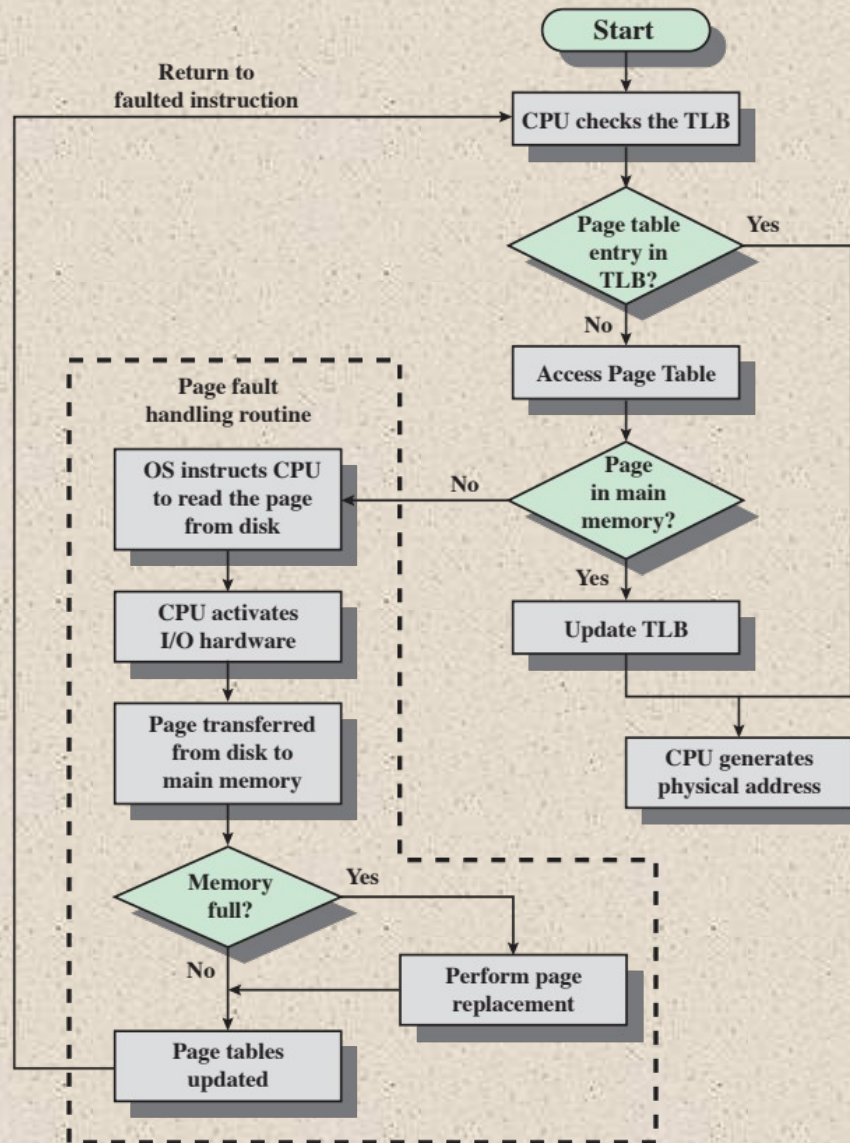 Start
Return to
faulted instruction
CPU checks the TLB
Page table
entry in
TLB?
Yes
No
Access Page Table
Page fault
handling routine
OS instructs CPU
to read the page
from disk
No
Page
in main
memory?
Yes
CPU activates
I/O hardware
Update TLB
Page transferred
from disk to
main memory
CPU generates
physical address
Memory
full?
Yes
No
Perform page
replacement
Page tables
updated